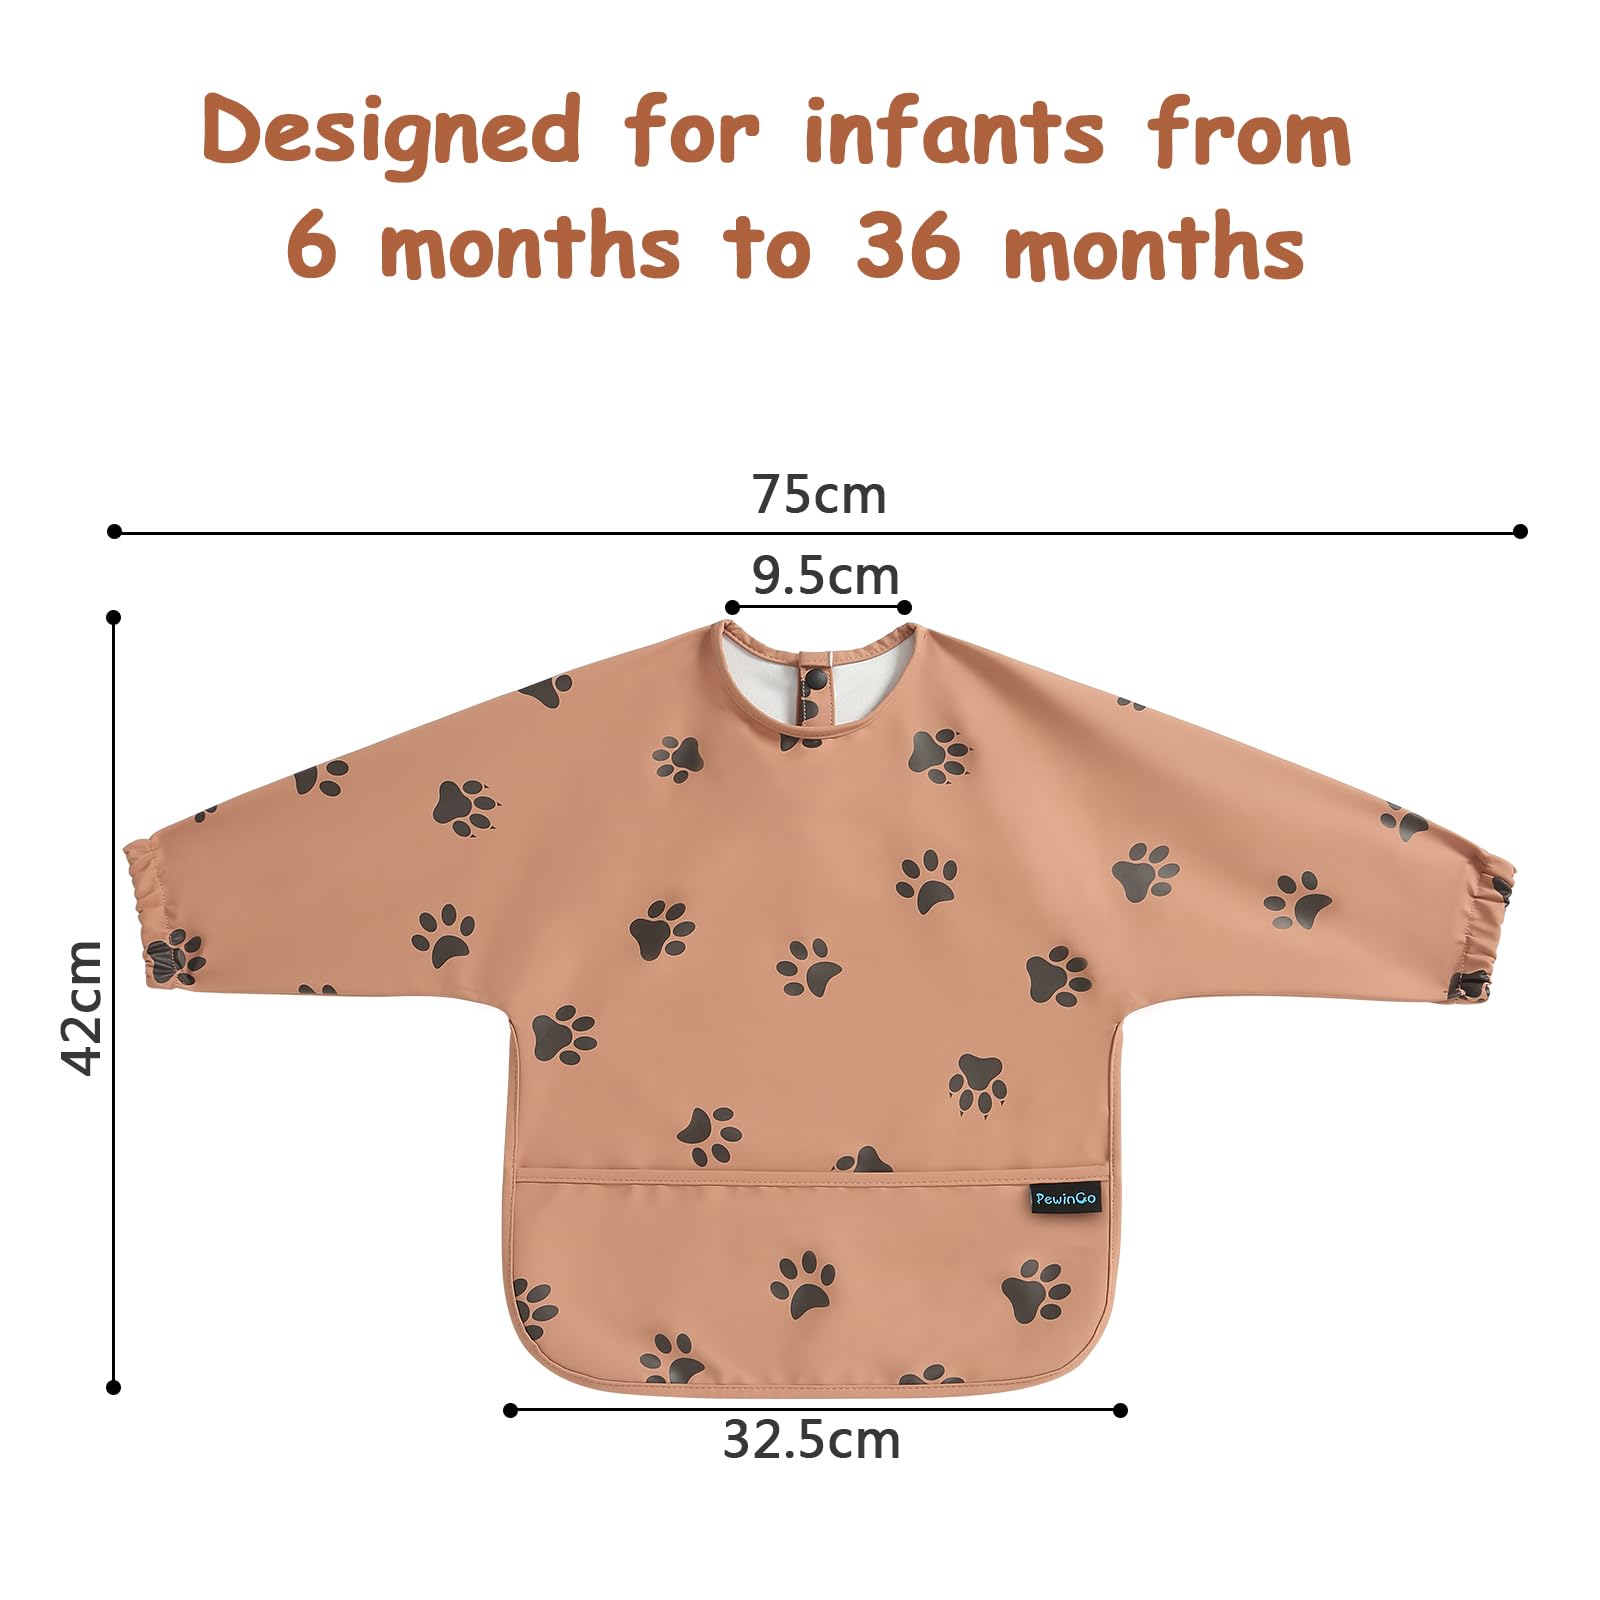 Designed for infants from
6 months to 36 months
75cm
9.5cm
42cm
PewinGo
32.5cm